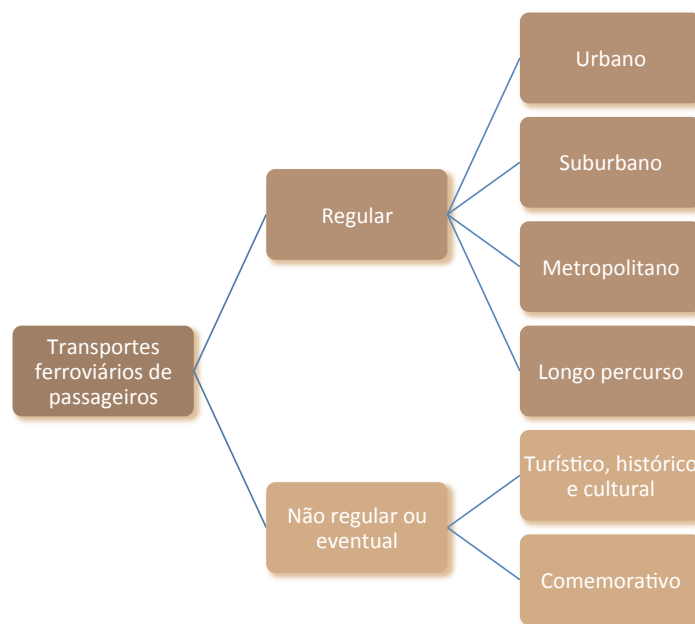 Transportes
ferroviários de
passageiros
Regular
Urbano
Suburbano
Metropolitano
Longo percurso
Não regular ou
eventual
Turístico, histórico
e cultural
Comemorativo